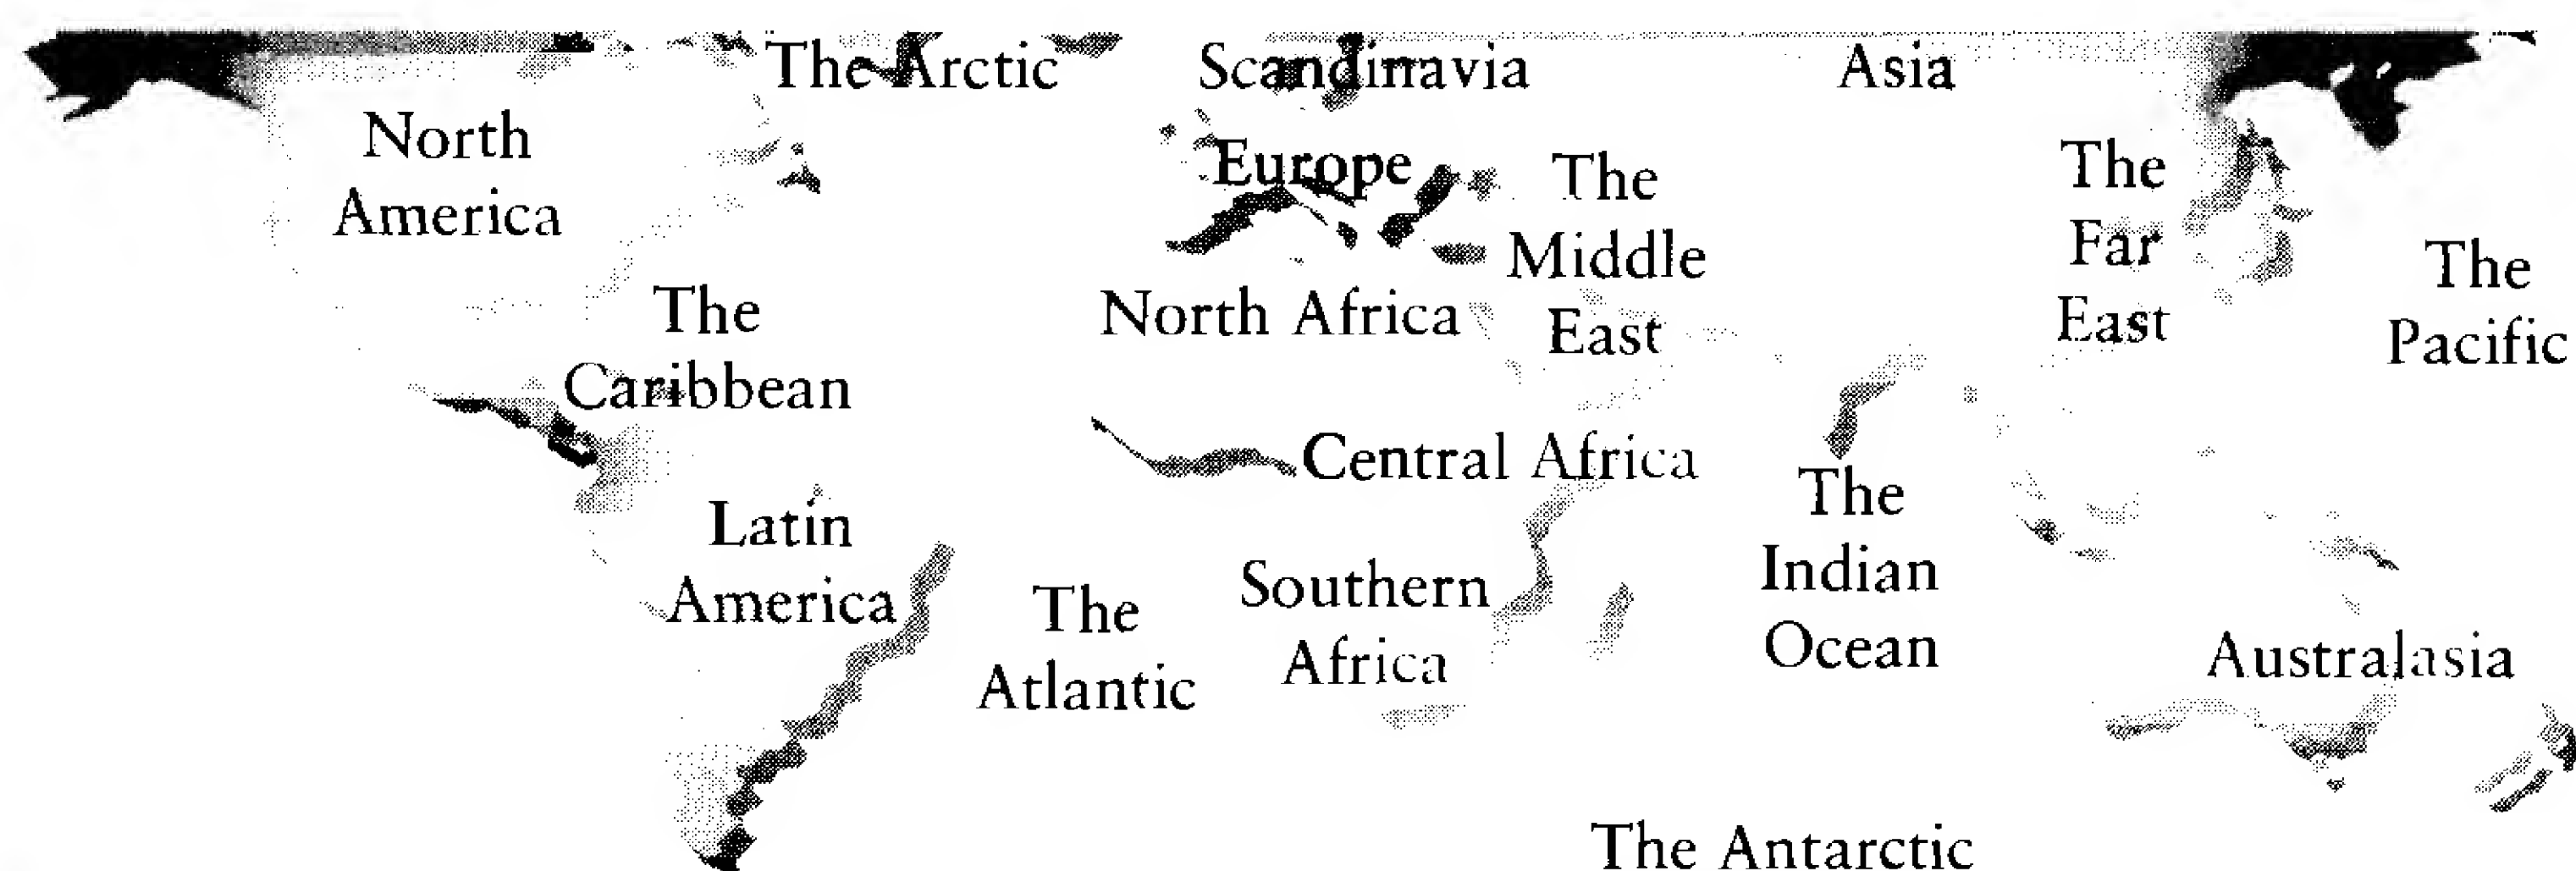 The Arctic
Scandinavia
Asia
North
America
Europe
The
Middle
East
The
Far
East
The
Pacific
North Africa
The
Caribbean
Central Africa
The
Indian
Ocean
Latin
America
The
Atlantic
Southern
Africa
Australasia
The Antarctic